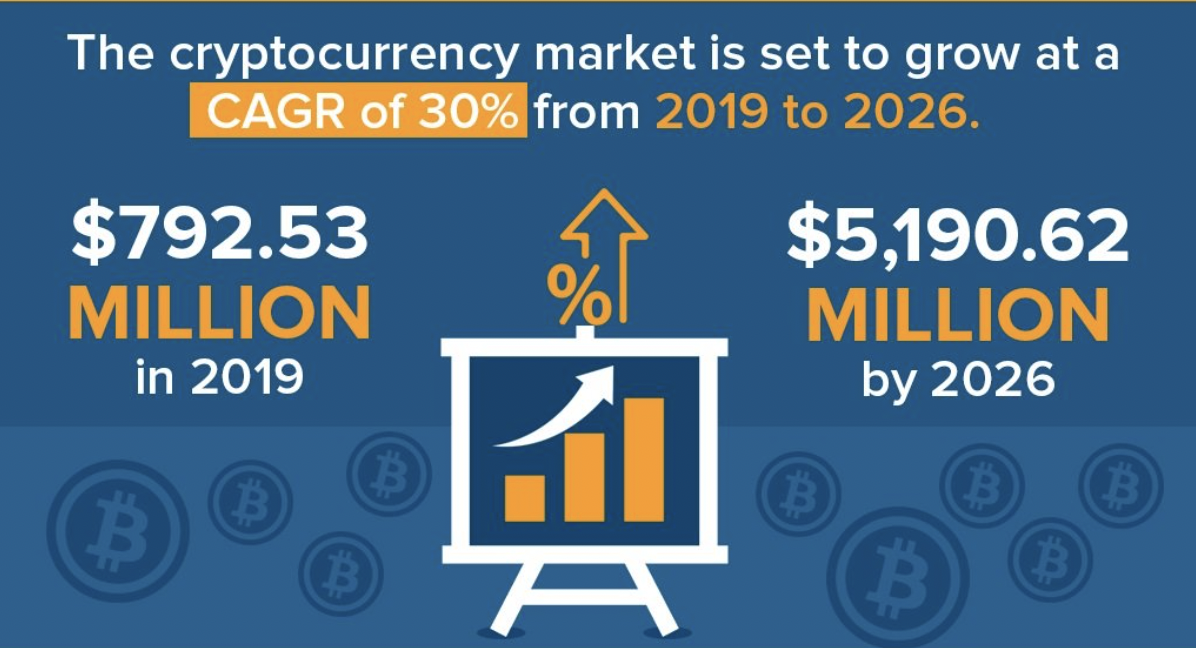 The cryptocurrency market is set to grow at a
CAGR of 30% from 2019 to 2026.
$792.53
MILLION
in 2019
%
$5,190.62
MILLION
by 2026